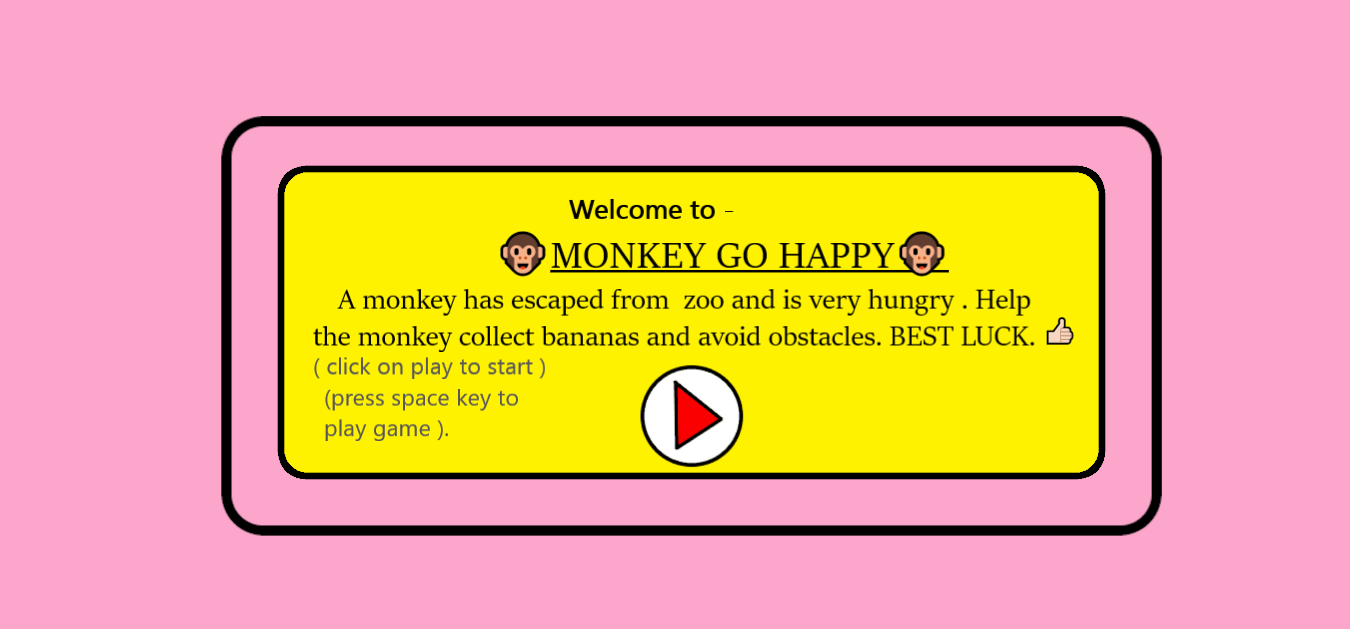 Welcome to -
🐵MONKEY GO HAPPY🐵
A monkey has escaped from  zoo and is very hungry . Help
the monkey collect bananas and avoid obstacles. BEST LUCK. 👍
( click on play to start )
(press space key to
play game ).